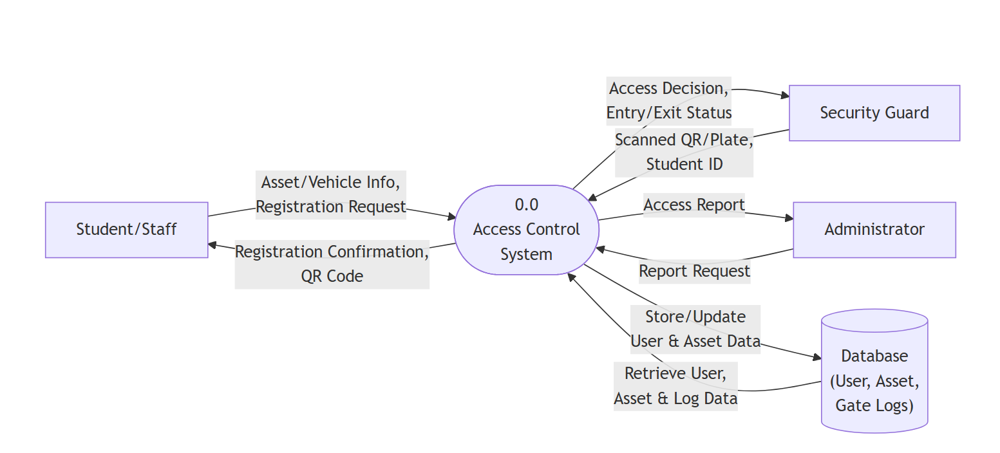 Access Decision,
Entry/Exit Status
Security Guard
Scanned QR/Plate,
Student ID
Asset/Vehicle Info,
Registration Request
Student/Staff
Registration Confirmation,
QR Code
0.0
Access Control
System
Access Report
Administrator
Report Request
Store/Update
User & Asset Data
Retrieve User,
Asset & Log Data
Database
(User, Asset,
Gate Logs)